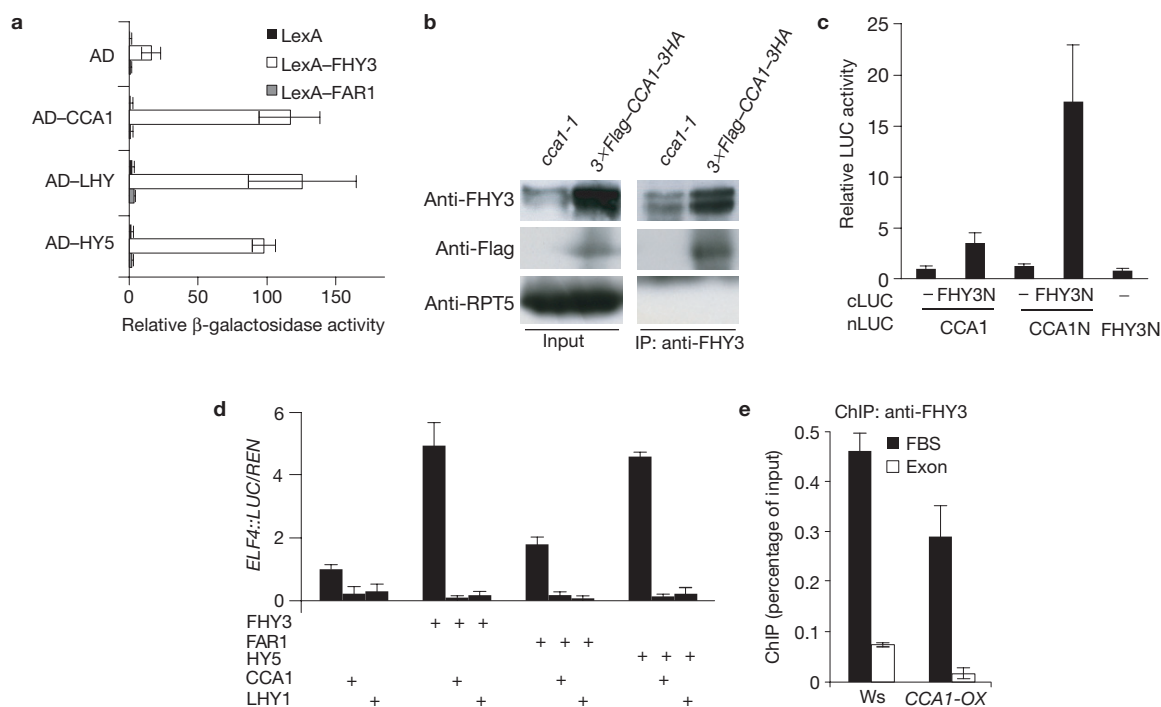 a
AD
AD–CCA1
AD–LHY
AD–HY5
LexA
LexA–FHY3
LexA–FAR1
0 50 100 150
Relative β-galactosidase activity
b
cca1-1
3×Flag–CCA1–3HA
cca1-1
3×Flag–CCA1–3HA
Anti-FHY3
Anti-Flag
Anti-RPT5
Input
IP: anti-FHY3
c
Relative LUC activity
25
20
15
10
5
0
cLUC – FHY3N – FHY3N –
nLUC CCA1 CCA1N FHY3N
d
ELF4::LUC/REN
6
4
2
0
FHY3 + + +
FAR1 + + +
HY5 + + +
CCA1 + + + +
LHY1 + + + +
e
ChIP: anti-FHY3
FBS
Exon
ChIP (percentage of input)
0.5
0.4
0.3
0.2
0.1
0
Ws CCA1-OX